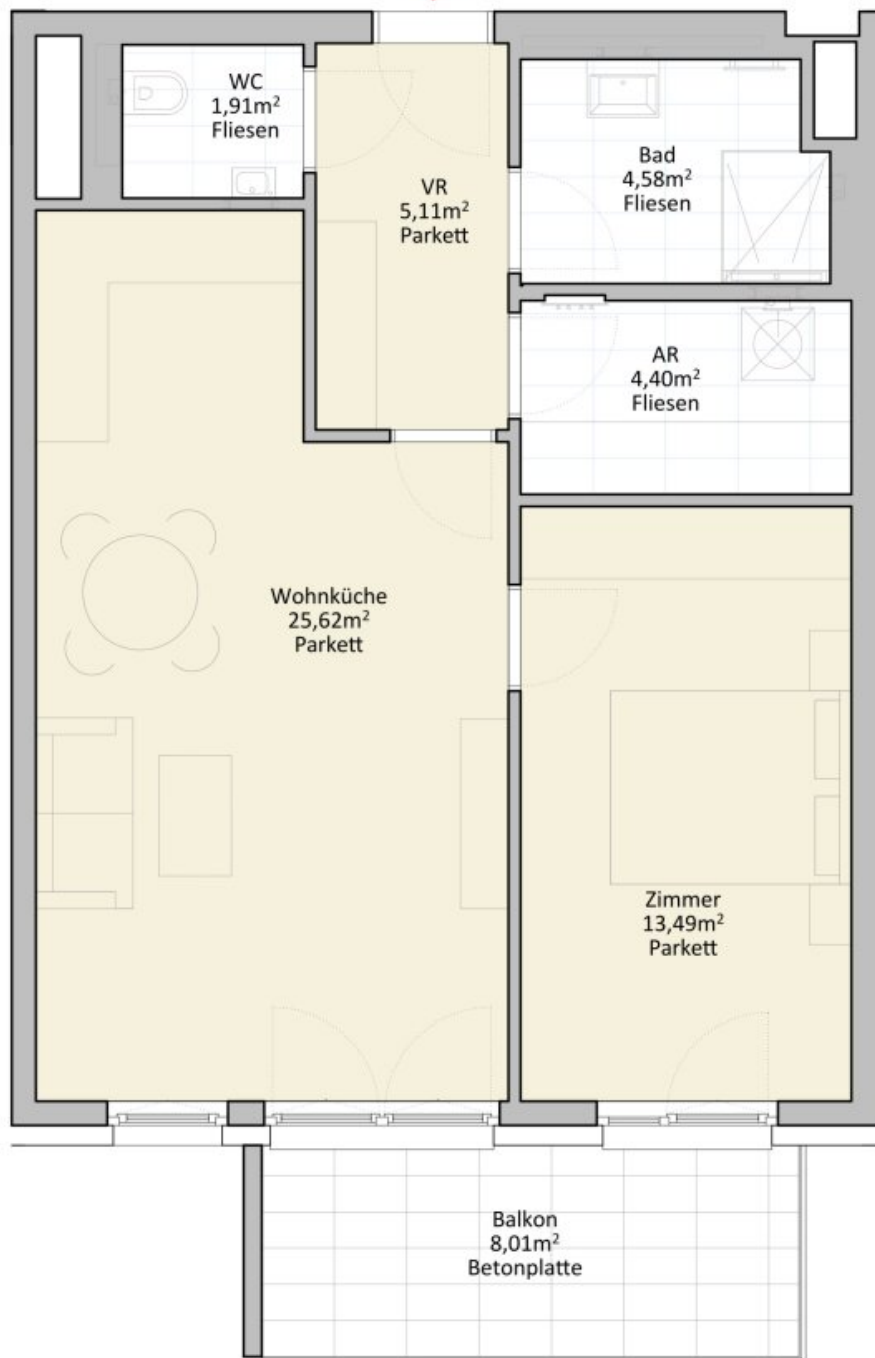 WC
1,91m²
Fliesen
VR
5,11m²
Parkett
Bad
4,58m²
Fliesen
AR
4,40m²
Fliesen
Wohnküche
25,62m²
Parkett
Zimmer
13,49m²
Parkett
Balkon
8,01m²
Betonplatte